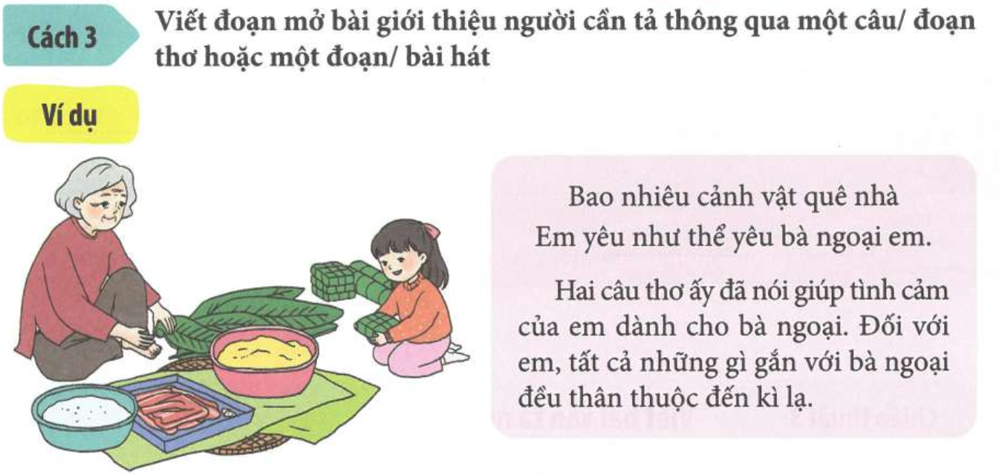 Cách 3
Viết đoạn mở bài giới thiệu người cần tả thông qua một câu/ đoạn
thơ hoặc một đoạn/ bài hát
Ví dụ
Bao nhiêu cảnh vật quê nhà
Em yêu như thể yêu bà ngoại em.
Hai câu thơ ấy đã nói giúp tình cảm
của em dành cho bà ngoại. Đối với
em, tất cả những gì gắn với bà ngoại
đều thân thuộc đến kì lạ.